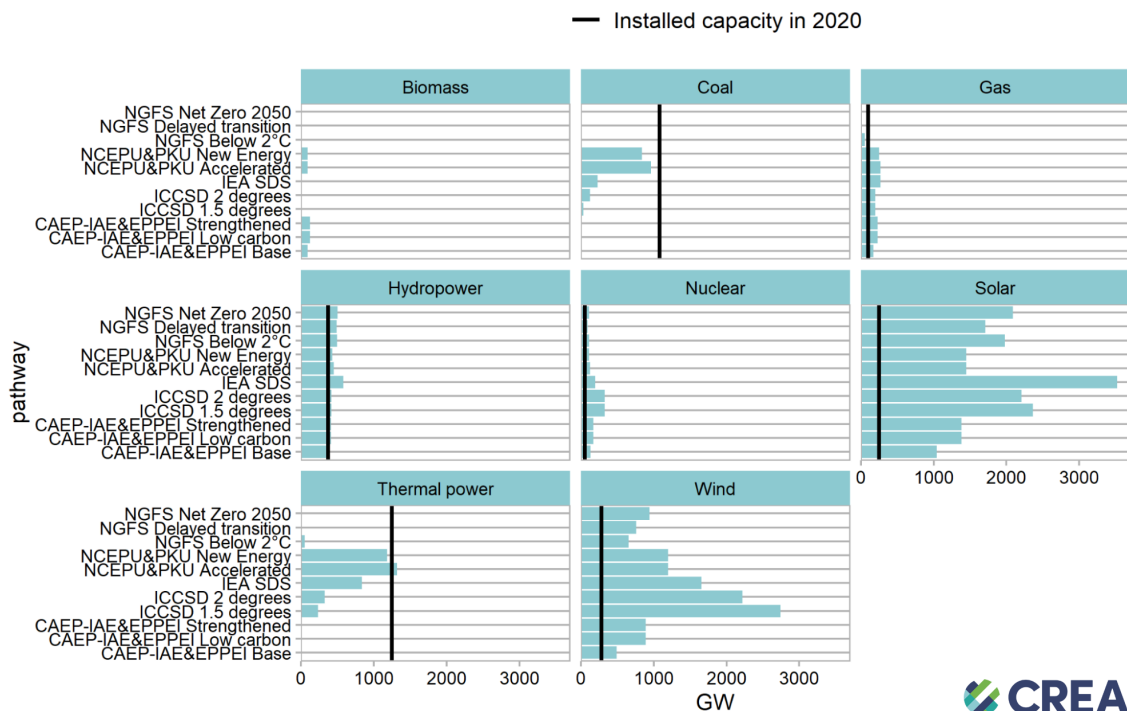 Installed capacity in 2020
Biomass
Coal
Gas
NGFS Net Zero 2050
NGFS Delayed transition
NGFS Below 2°C
NCEPU&PKU New Energy
NCEPU&PKU Accelerated
IEA SDS
ICCSD 2 degrees
ICCSD 1.5 degrees
CAEP-IAE&EPPEI Strengthened
CAEP-IAE&EPPEI Low carbon
CAEP-IAE&EPPEI Base
Hydropower
Nuclear
Solar
NGFS Net Zero 2050
NGFS Delayed transition
NGFS Below 2°C
NCEPU&PKU New Energy
NCEPU&PKU Accelerated
IEA SDS
ICCSD 2 degrees
ICCSD 1.5 degrees
CAEP-IAE&EPPEI Strengthened
CAEP-IAE&EPPEI Low carbon
CAEP-IAE&EPPEI Base
pathway
0 1000 2000 3000
Thermal power
Wind
NGFS Net Zero 2050
NGFS Delayed transition
NGFS Below 2°C
NCEPU&PKU New Energy
NCEPU&PKU Accelerated
IEA SDS
ICCSD 2 degrees
ICCSD 1.5 degrees
CAEP-IAE&EPPEI Strengthened
CAEP-IAE&EPPEI Low carbon
CAEP-IAE&EPPEI Base
0 1000 2000 3000
0 1000 2000 3000
GW
CREA